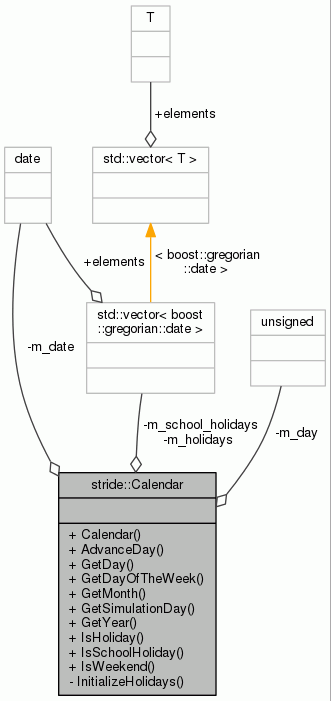 T
+elements
date
std::vector< T >
+elements
< boost::gregorian
::date >
std::vector< boost
::gregorian::date >
unsigned
-m_date
-m_school_holidays
-m_holidays
-m_day
stride::Calendar
+ Calendar()
+ AdvanceDay()
+ GetDay()
+ GetDayOfTheWeek()
+ GetMonth()
+ GetSimulationDay()
+ GetYear()
+ IsHoliday()
+ IsSchoolHoliday()
+ IsWeekend()
- InitializeHolidays()